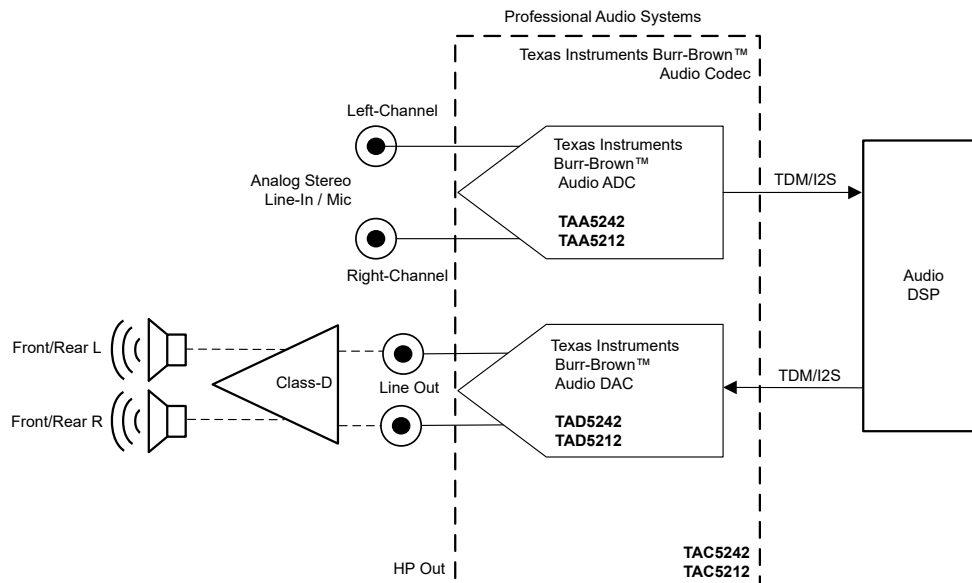 Professional Audio Systems
Texas Instruments Burr-Brown™
Audio Codec
Left-Channel
Analog Stereo
Line-In / Mic
Right-Channel
Texas Instruments
Burr-Brown™
Audio ADC
TAA5242
TAA5212
TDM/I2S
Audio
DSP
Front/Rear L
Front/Rear R
Class-D
Line Out
Texas Instruments
Burr-Brown™
Audio DAC
TAD5242
TAD5212
TDM/I2S
HP Out
TAC5242
TAC5212